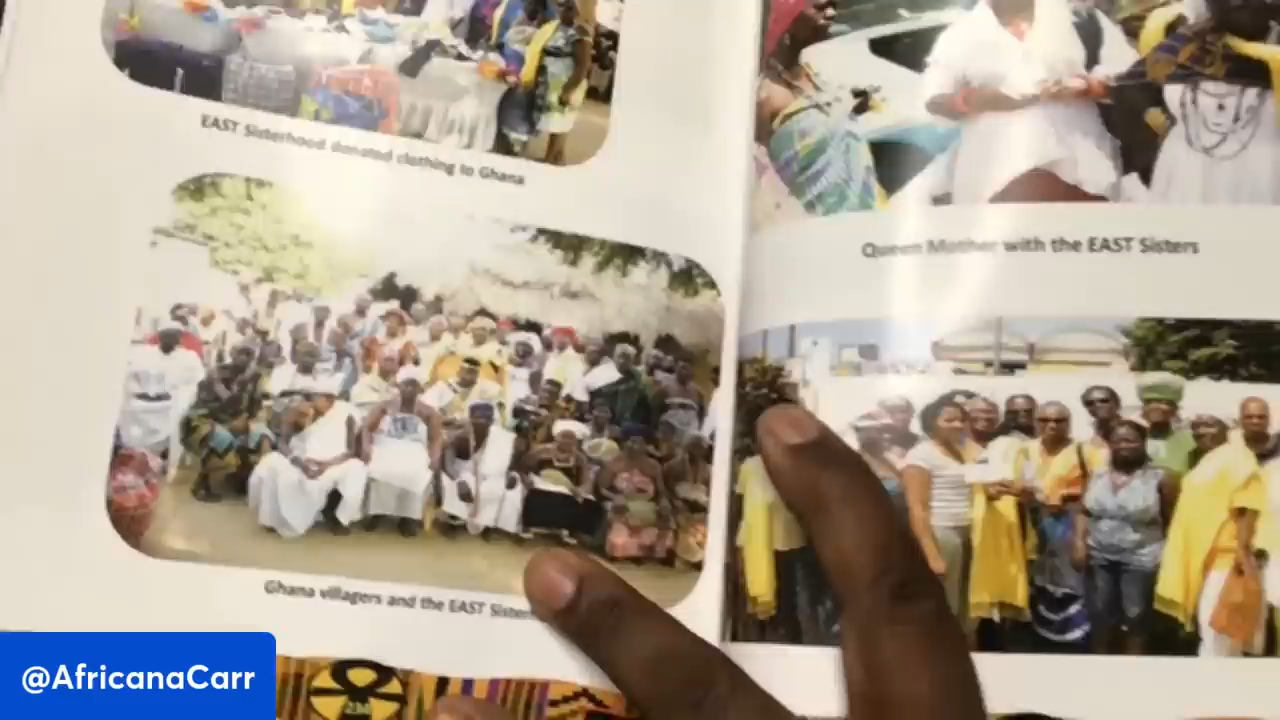 EAST Sisterhood donated clothing to Ghana
Queen Mother with the EAST Sisters
Ghana villagers and the EAST Sisters
@AfricanaCarr